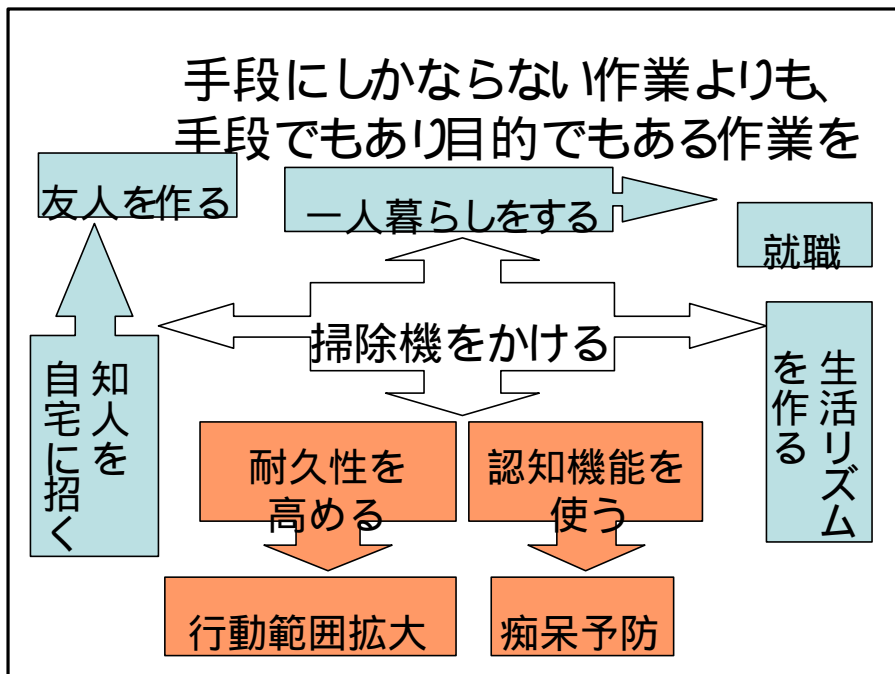 手段にしかならない作業よりも、
手段でもあり目的でもある作業を
友人を作る
一人暮らしをする
就職
掃除機をかける
知人を
自宅に招く
生活リズム
を作る
耐久性を
高める
認知機能を
使う
行動範囲拡大
痴呆予防